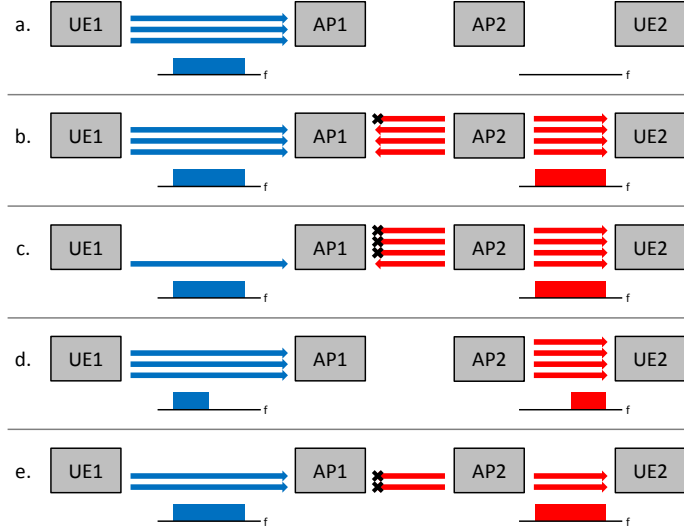 a. UE1 AP1 AP2 UE2
f f
b. UE1 AP1 AP2 UE2
f f
c. UE1 AP1 AP2 UE2
f f
d. UE1 AP1 AP2 UE2
f f
e. UE1 AP1 AP2 UE2
f f